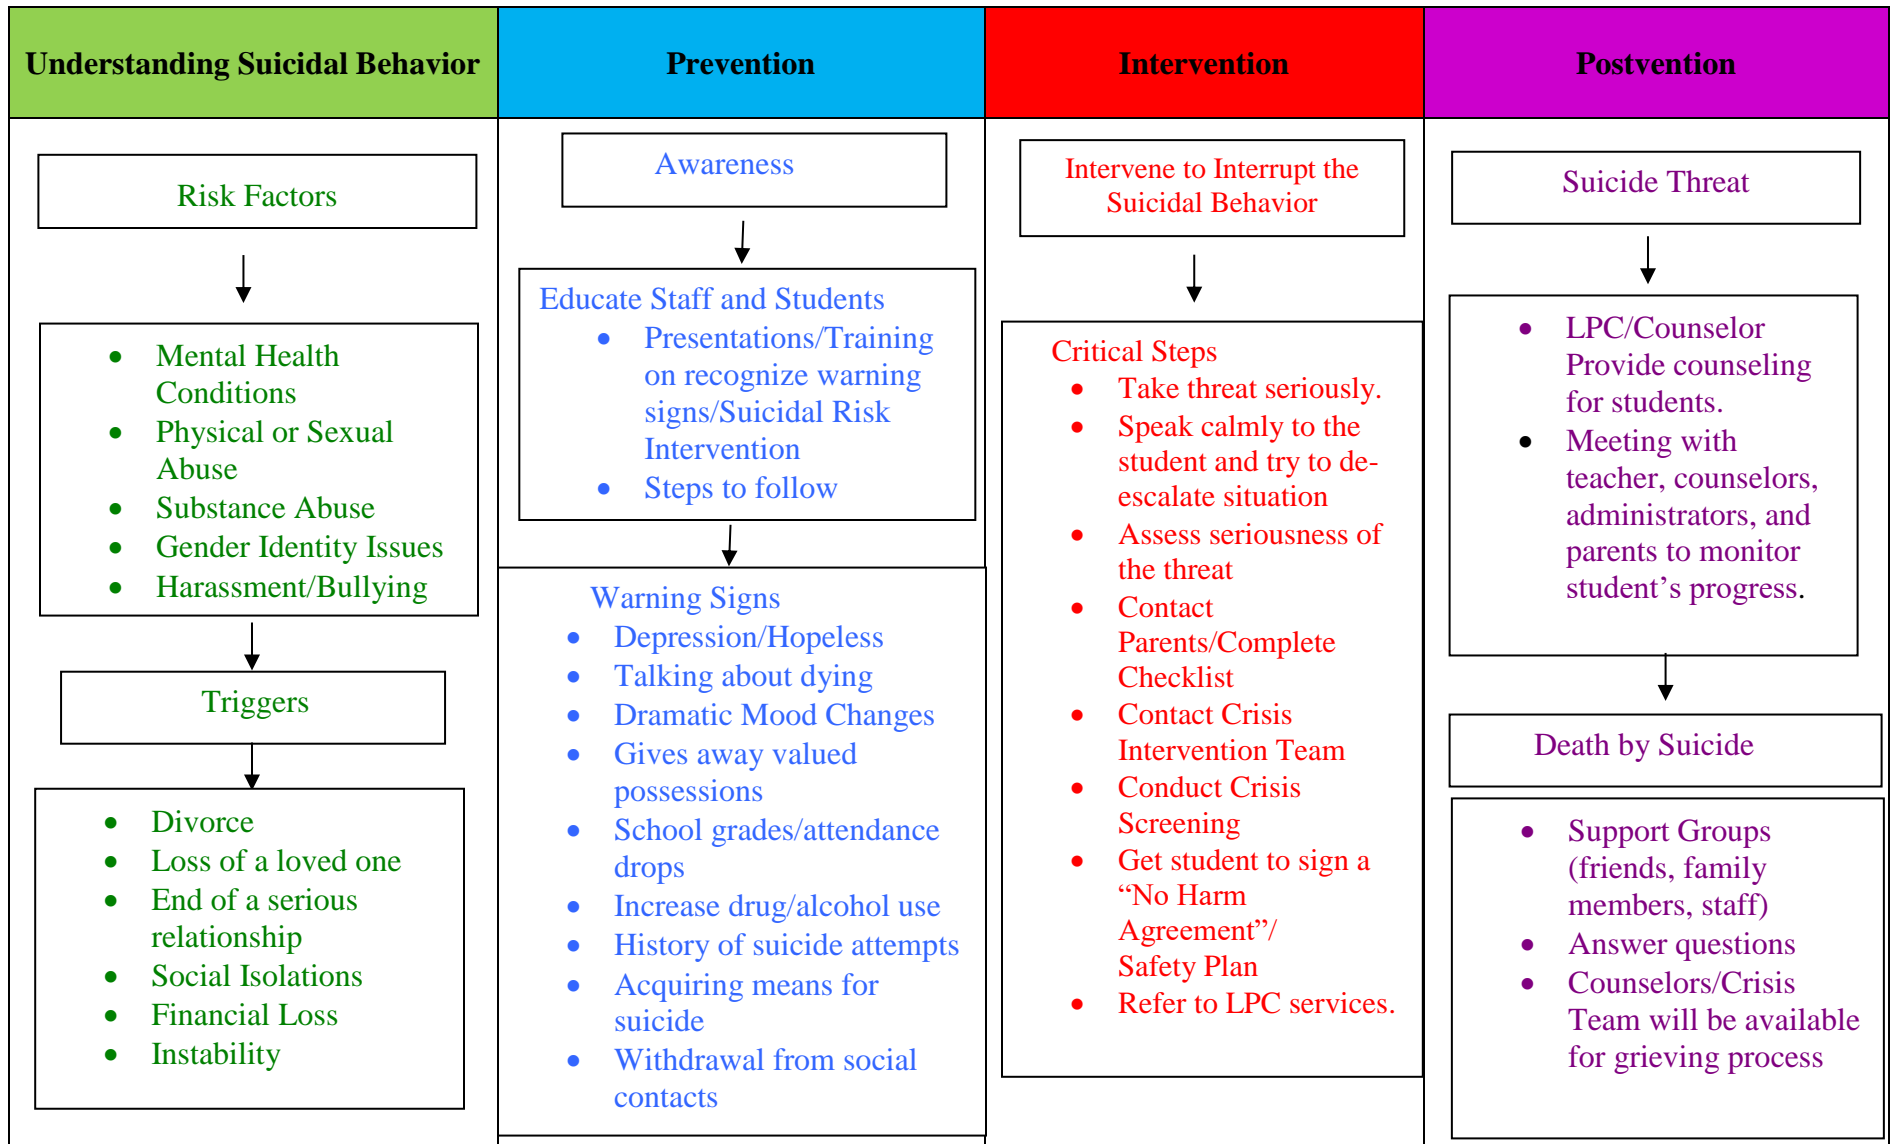 Understanding Suicidal Behavior
Prevention
Intervention
Postvention
Risk Factors
• Mental Health
Conditions
• Physical or Sexual
Abuse
• Substance Abuse
• Gender Identity Issues
• Harassment/Bullying
Triggers
• Divorce
• Loss of a loved one
• End of a serious
relationship
• Social Isolations
• Financial Loss
• Instability
Awareness
Educate Staff and Students
• Presentations/Training
on recognize warning
signs/Suicidal Risk
Intervention
• Steps to follow
Warning Signs
• Depression/Hopeless
• Talking about dying
• Dramatic Mood Changes
• Gives away valued
possessions
• School grades/attendance
drops
• Increase drug/alcohol use
• History of suicide attempts
• Acquiring means for
suicide
• Withdrawal from social
contacts
Intervene to Interrupt the
Suicidal Behavior
Critical Steps
• Take threat seriously.
• Speak calmly to the
student and try to de-
escalate situation
• Assess seriousness of
the threat
• Contact
Parents/Complete
Checklist
• Contact Crisis
Intervention Team
• Conduct Crisis
Screening
• Get student to sign a
“No Harm
Agreement”/
Safety Plan
• Refer to LPC services.
Suicide Threat
• LPC/Counselor
Provide counseling
for students.
• Meeting with
teacher, counselors,
administrators, and
parents to monitor
student’s progress.
Death by Suicide
• Support Groups
(friends, family
members, staff)
• Answer questions
• Counselors/Crisis
Team will be available
for grieving process